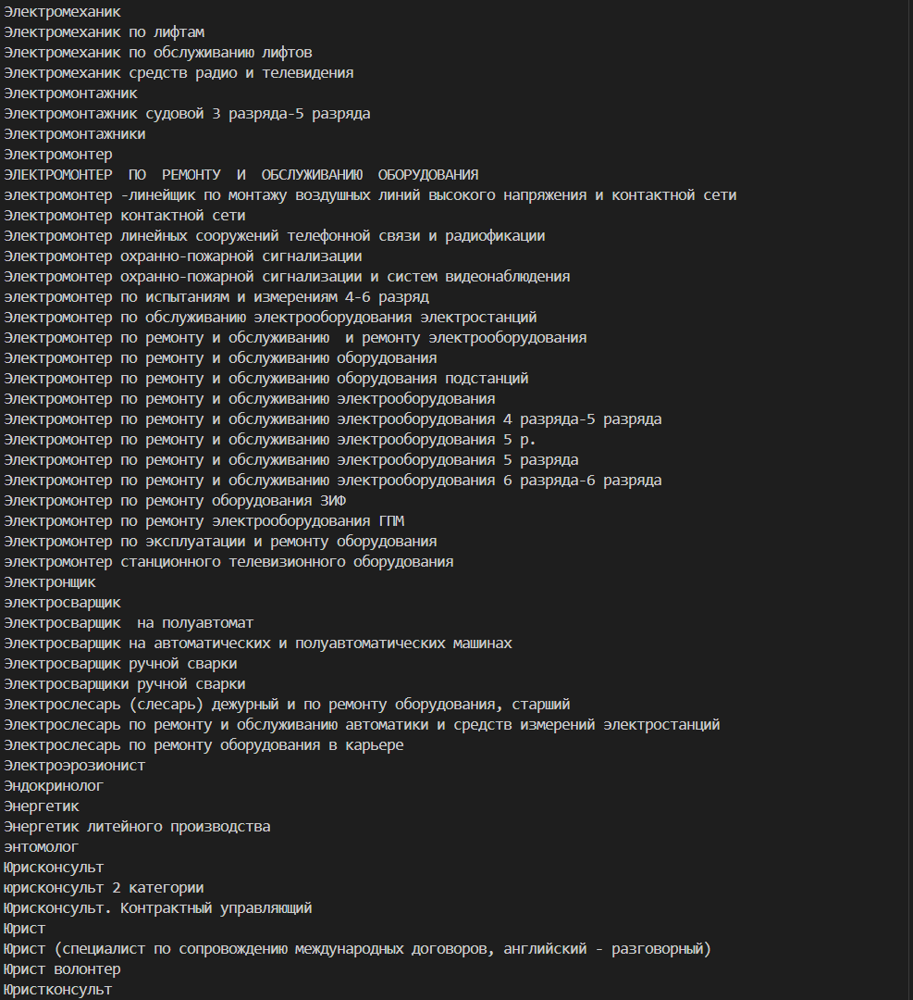 Электромеханик
Электромеханик по лифтам
Электромеханик по обслуживанию лифтов
Электромеханик средств радио и телевидения
Электромонтажник
Электромонтажник судовой 3 разряда-5 разряда
Электромонтажники
Электромонтер
ЭЛЕКТРОМОНТЕР  ПО  РЕМОНТУ  И  ОБСЛУЖИВАНИЮ  ОБОРУДОВАНИЯ
электромонтер -линейщик по монтажу воздушных линий высокого напряжения и контактной сети
Электромонтер контактной сети
Электромонтер линейных сооружений телефонной связи и радиофикации
Электромонтер охранно-пожарной сигнализации
Электромонтер охранно-пожарной сигнализации и систем видеонаблюдения
электромонтер по испытаниям и измерениям 4-6 разряд
Электромонтер по обслуживанию электрооборудования электростанций
Электромонтер по ремонту и обслуживанию  и ремонту электрооборудования
Электромонтер по ремонту и обслуживанию оборудования
Электромонтер по ремонту и обслуживанию оборудования подстанций
Электромонтер по ремонту и обслуживанию электрооборудования
Электромонтер по ремонту и обслуживанию электрооборудования 4 разряда-5 разряда
Электромонтер по ремонту и обслуживанию электрооборудования 5 р.
Электромонтер по ремонту и обслуживанию электрооборудования 5 разряда
Электромонтер по ремонту и обслуживанию электрооборудования 6 разряда-6 разряда
Электромонтер по ремонту оборудования ЗИФ
Электромонтер по ремонту электрооборудования ГПМ
Электромонтер по эксплуатации и ремонту оборудования
электромонтер станционного телевизионного оборудования
Электронщик
электросварщик
Электросварщик  на полуавтомат
Электросварщик на автоматических и полуавтоматических машинах
Электросварщик ручной сварки
Электросварщики ручной сварки
Электрослесарь (слесарь) дежурный и по ремонту оборудования, старший
Электрослесарь по ремонту и обслуживанию автоматики и средств измерений электростанций
Электрослесарь по ремонту оборудования в карьере
Электроэрозионист
Эндокринолог
Энергетик
Энергетик литейного производства
энтомолог
Юрисконсульт
юрисконсульт 2 категории
Юрисконсульт. Контрактный управляющий
Юрист
Юрист (специалист по сопровождению международных договоров, английский - разговорный)
Юрист волонтер
Юристконсульт